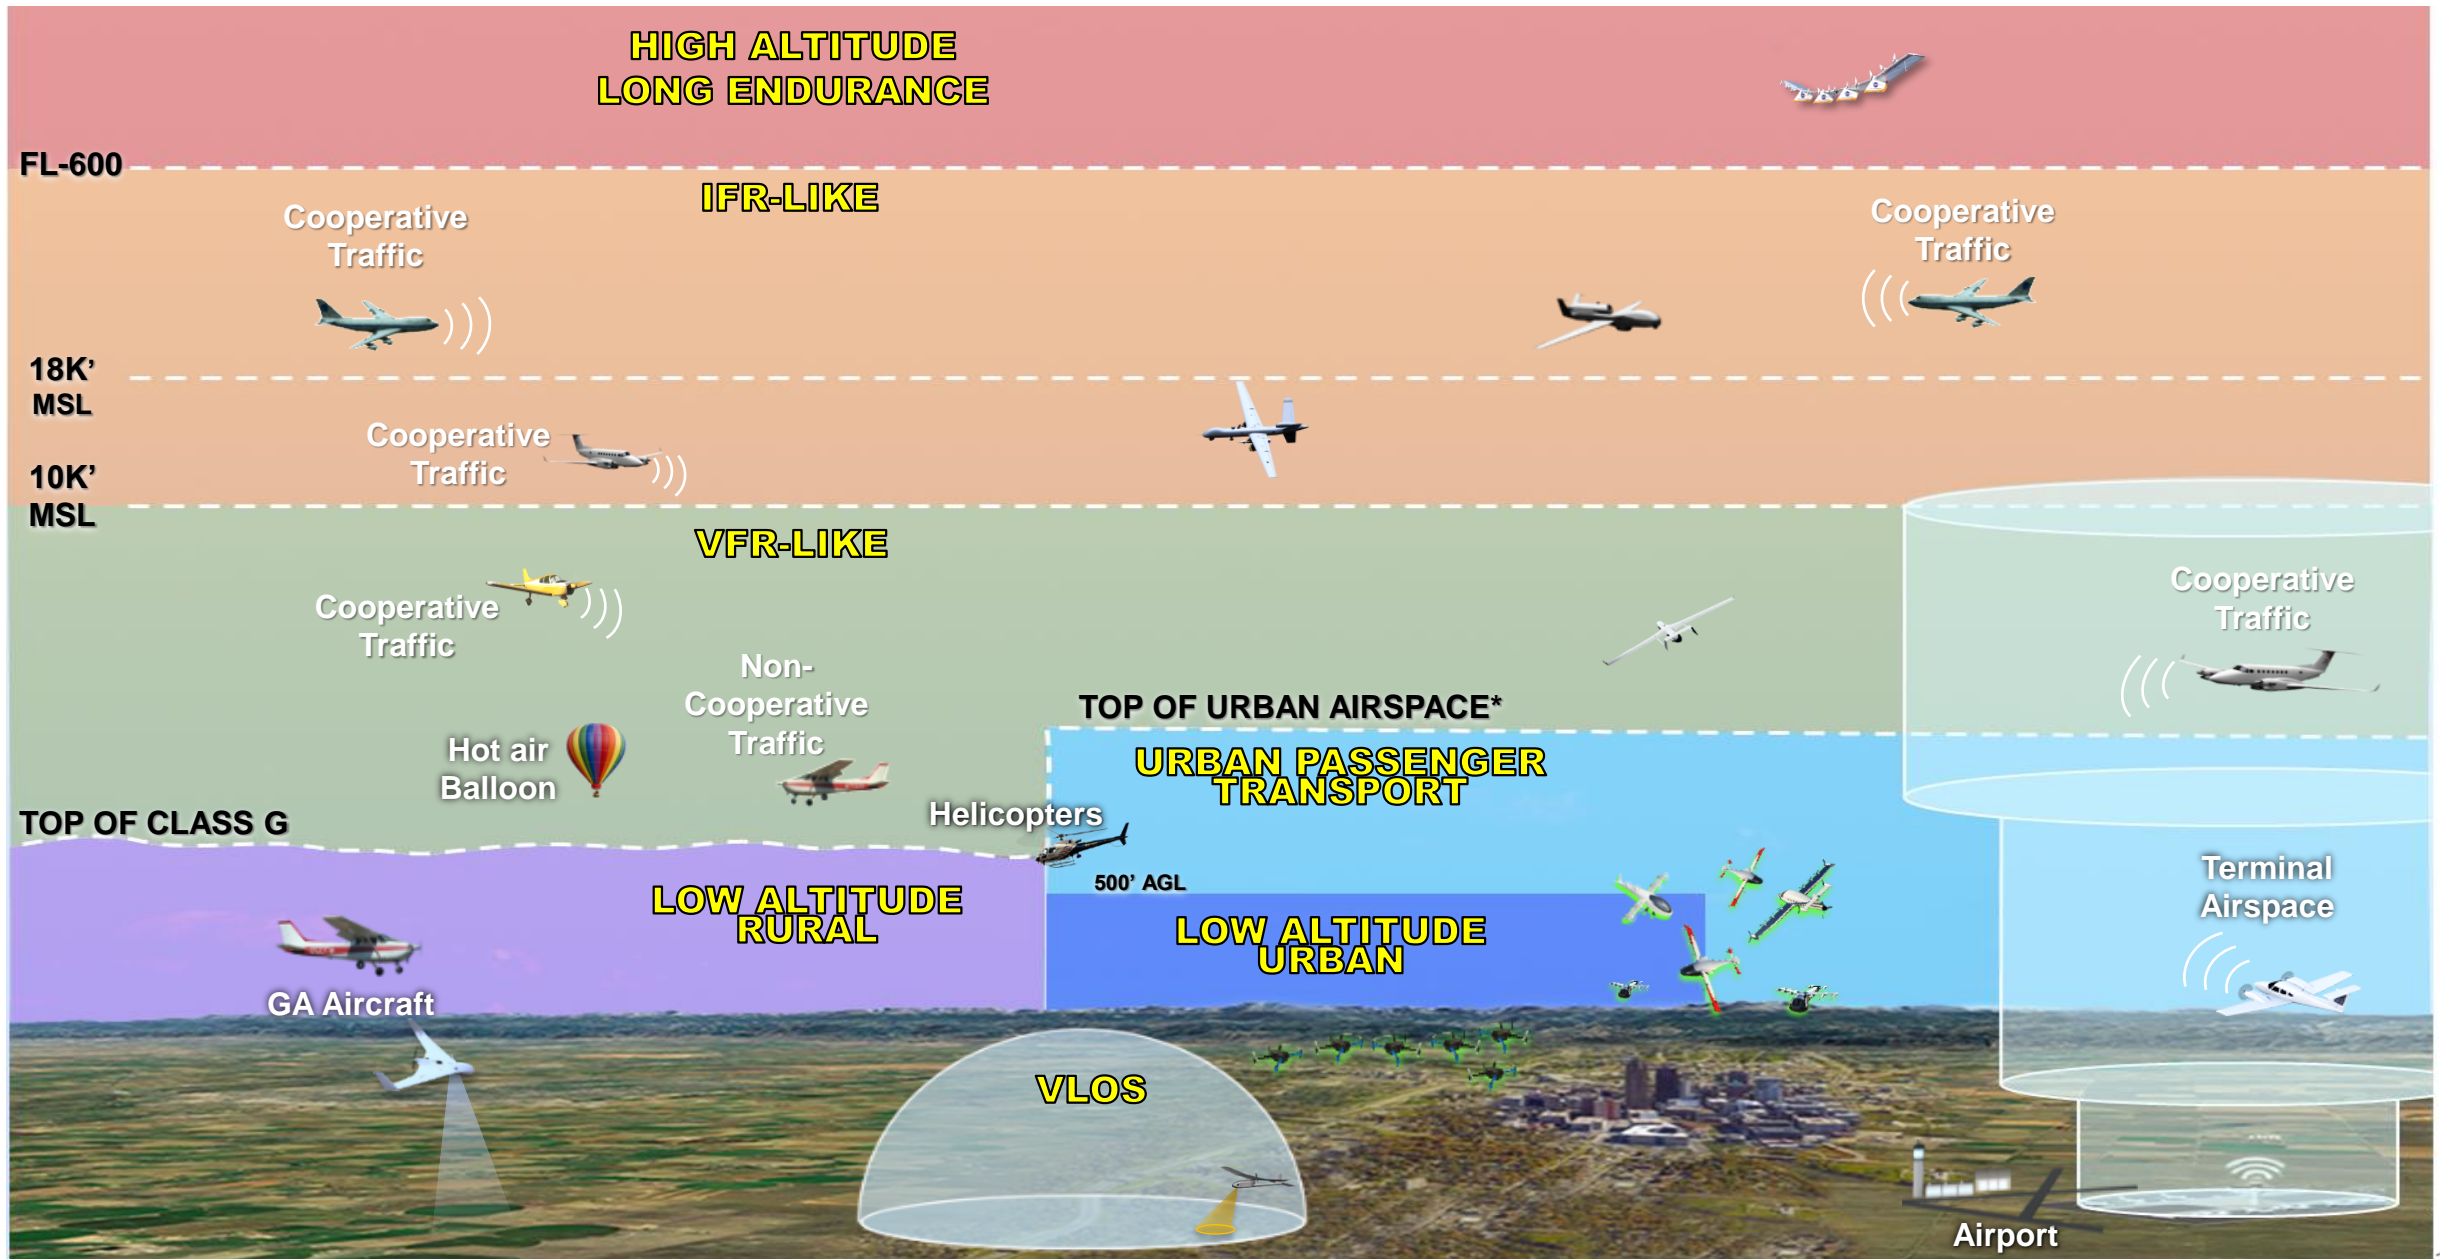 HIGH ALTITUDE
LONG ENDURANCE
FL-600
IFR-LIKE
Cooperative
Traffic
Cooperative
Traffic
18K'
MSL
Cooperative
Traffic
10K'
MSL
VFR-LIKE
Cooperative
Traffic
Cooperative
Traffic
Non-
Cooperative
Traffic
TOP OF URBAN AIRSPACE*
Hot air
Balloon
URBAN PASSENGER
TRANSPORT
Helicopters
TOP OF CLASS G
500' AGL
Terminal
Airspace
LOW ALTITUDE
RURAL
LOW ALTITUDE
URBAN
GA Aircraft
VLOS
Airport